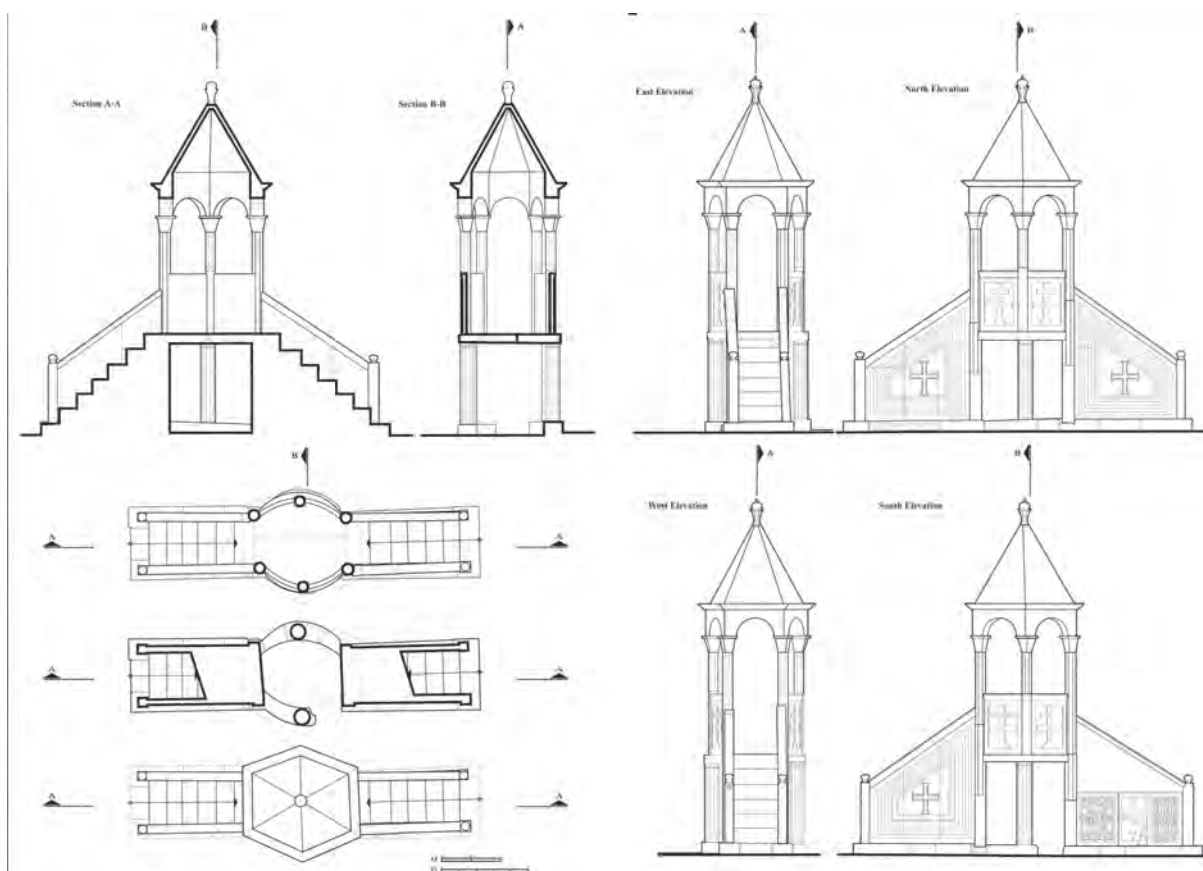 B
A
A
B
Section A-A
Section B-B
East Elevation
North Elevation
B
A
B
A
A
West Elevation
South Elevation
A
A
A
A